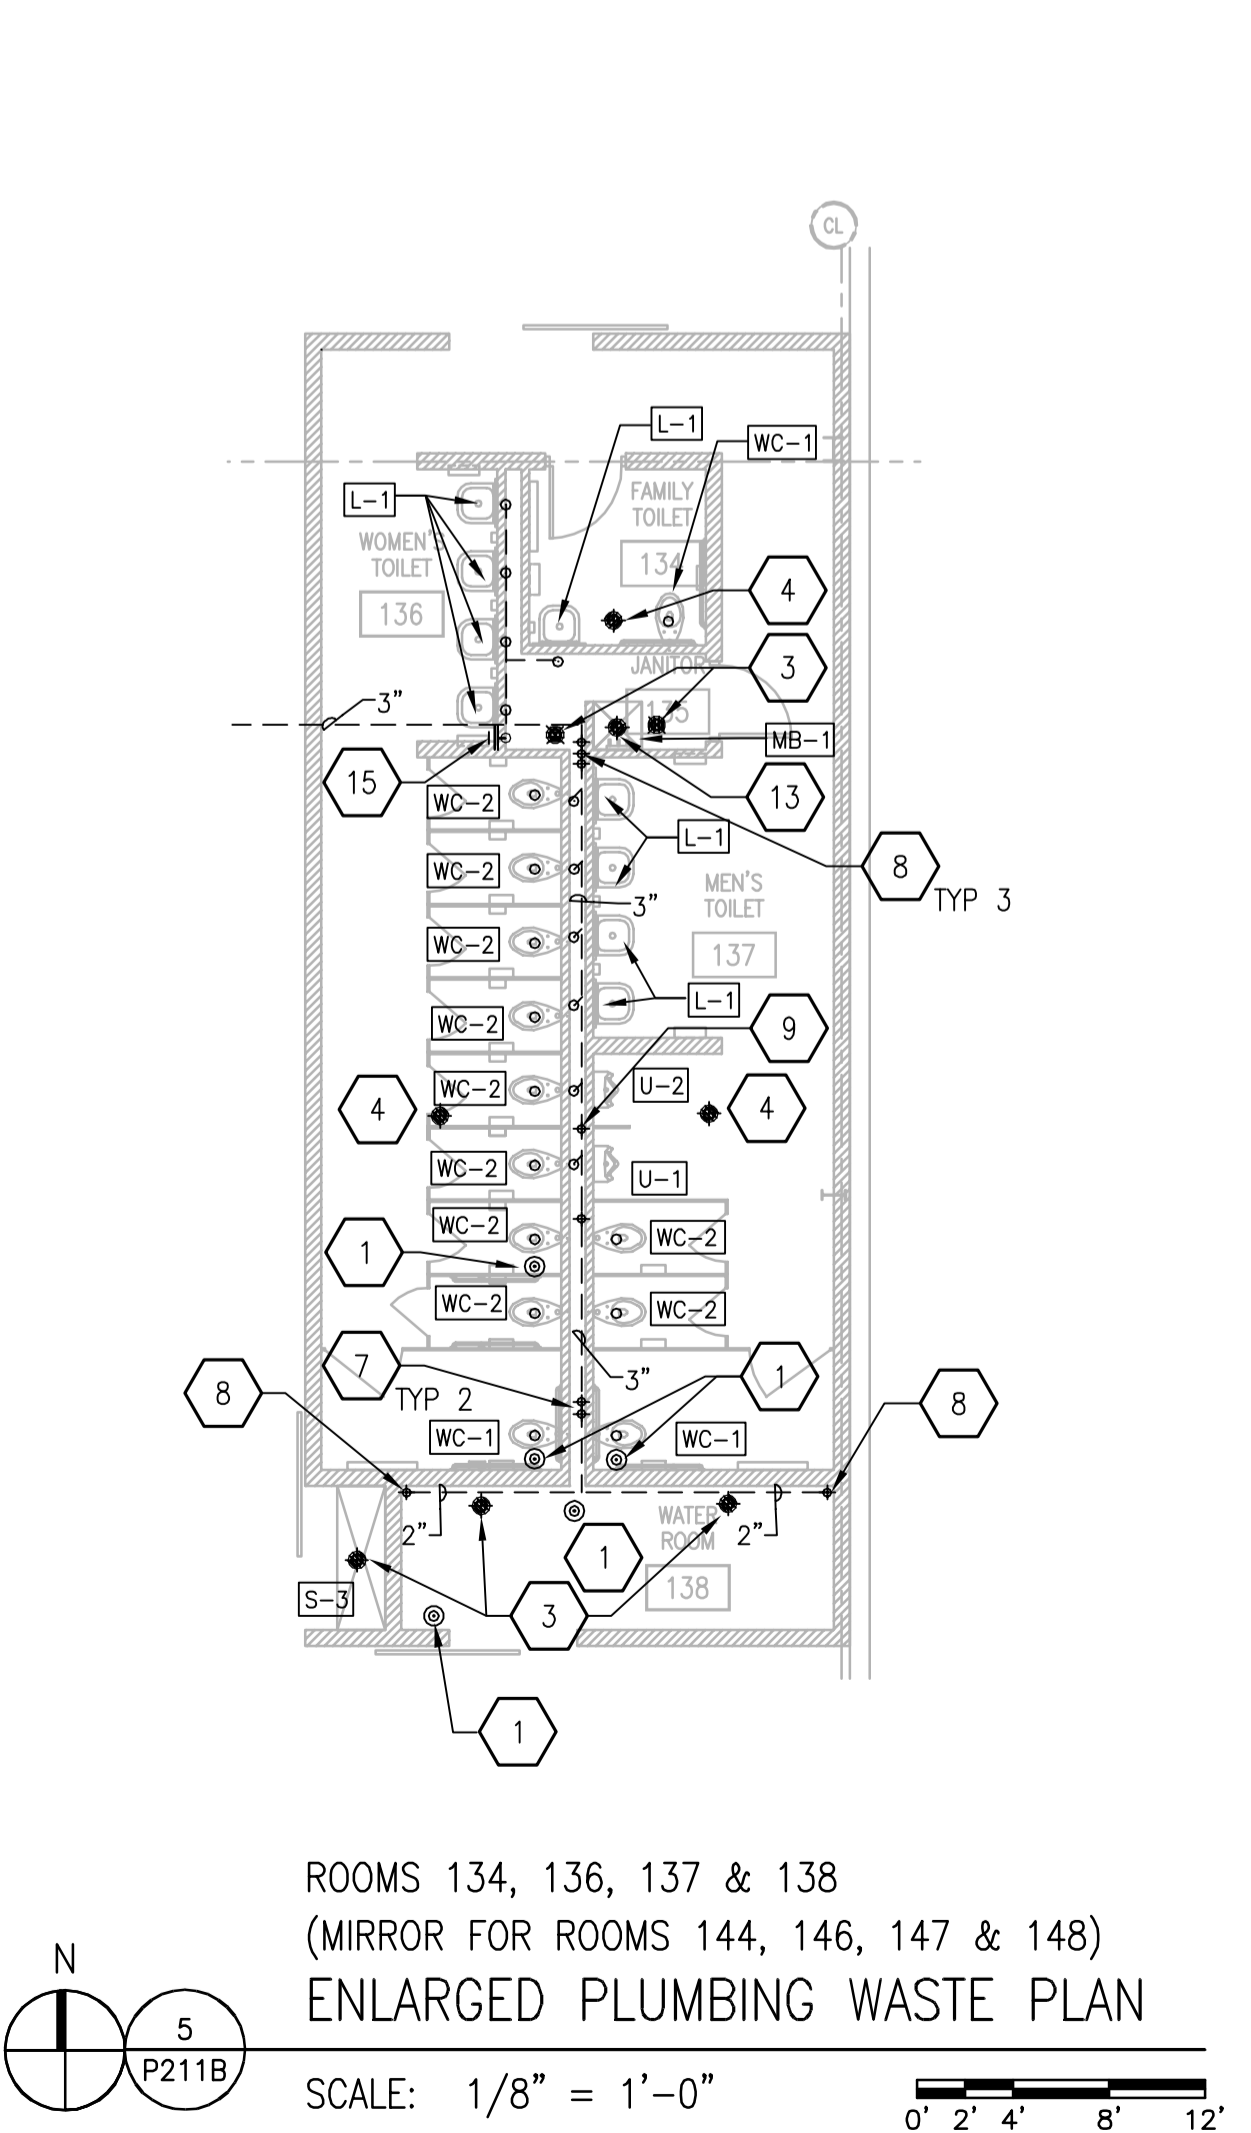 CL
L-1
WC-1
L-1
FAMILY
TOILET
134
WOMEN'S
TOILET
136
4
JANITOR
135
3
3"
MB-1
15
13
WC-2
L-1
8
TYP 3
WC-2
MEN'S
TOILET
137
3"
WC-2
L-1
WC-2
9
4
WC-2
U-2
4
WC-2
U-1
1
WC-2
WC-2
WC-2
WC-2
7
TYP 2
3"
1
8
8
WC-1
WC-1
2"
WATER
ROOM
138
2"
1
S-3
3
1
ROOMS 134, 136, 137 & 138
(MIRROR FOR ROOMS 144, 146, 147 & 148)
ENLARGED PLUMBING WASTE PLAN
N
5
P211B
SCALE: 1/8" = 1'-0"
0' 2' 4' 8' 12'